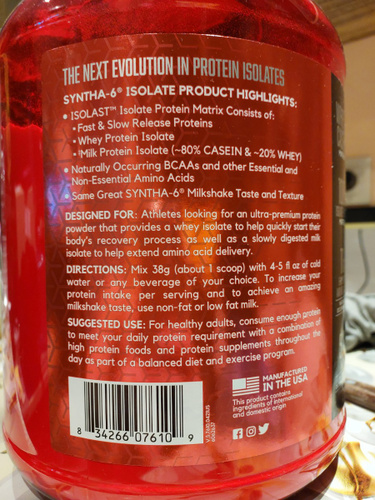 THE NEXT EVOLUTION IN PROTEIN ISOLATES
SYNTHA-6® ISOLATE PRODUCT HIGHLIGHTS:
• ISOLAST™ Isolate Protein Matrix Consists of:
• Fast & Slow Release Proteins
• Whey Protein Isolate
• ¹Milk Protein Isolate (~80% CASEIN & ~20% WHEY)
• Naturally Occurring BCAAs and other Essential and
Non-Essential Amino Acids
• Same Great SYNTHA-6® Milkshake Taste and Texture
DESIGNED FOR: Athletes looking for an ultra-premium protein
powder that provides a whey isolate to help quickly start their
body's recovery process as well as a slowly digested milk
isolate to help extend amino acid delivery.
DIRECTIONS: Mix 38g (about 1 scoop) with 4-5 fl oz of cold
water or any beverage of your choice. To increase your
protein intake per serving and to achieve an amazing
milkshake taste, use non-fat or low fat milk.
SUGGESTED USE: For healthy adults, consume enough protein
to meet your daily protein requirement with a combination of
high protein foods and protein supplements throughout the
day as part of a balanced diet and exercise program.
MANUFACTURED
IN THE USA
This product contains
ingredients of international
and domestic origin
8 34266 07610 9